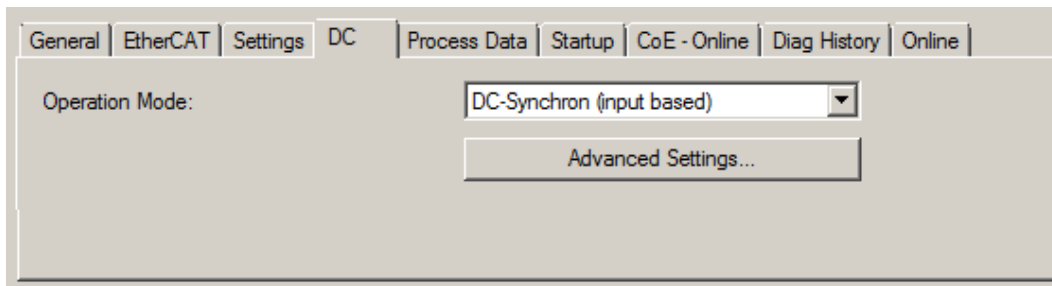 General EtherCAT Settings DC Process Data Startup CoE - Online Diag History Online
Operation Mode: DC-Synchron (input based)
Advanced Settings...